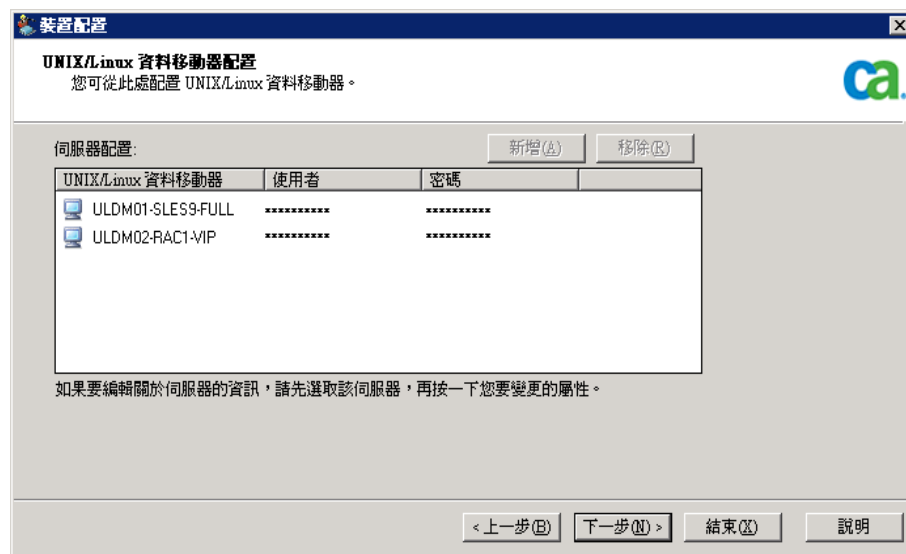 裝置配置
UNIX/Linux 資料移動器配置
您可從此處配置 UNIX/Linux 資料移動器。
ca.
伺服器配置:
新增(A)
移除(R)
UNIX/Linux 資料移動器 使用者 密碼
ULDM01-SLES9-FULL ********** **********
ULDM02-RAC1-VIP ********** **********
如果要編輯關於伺服器的資訊，請先選取該伺服器，再按一下您要變更的屬性。
<上一步(B) 下一步(N)> 結束(X) 說明